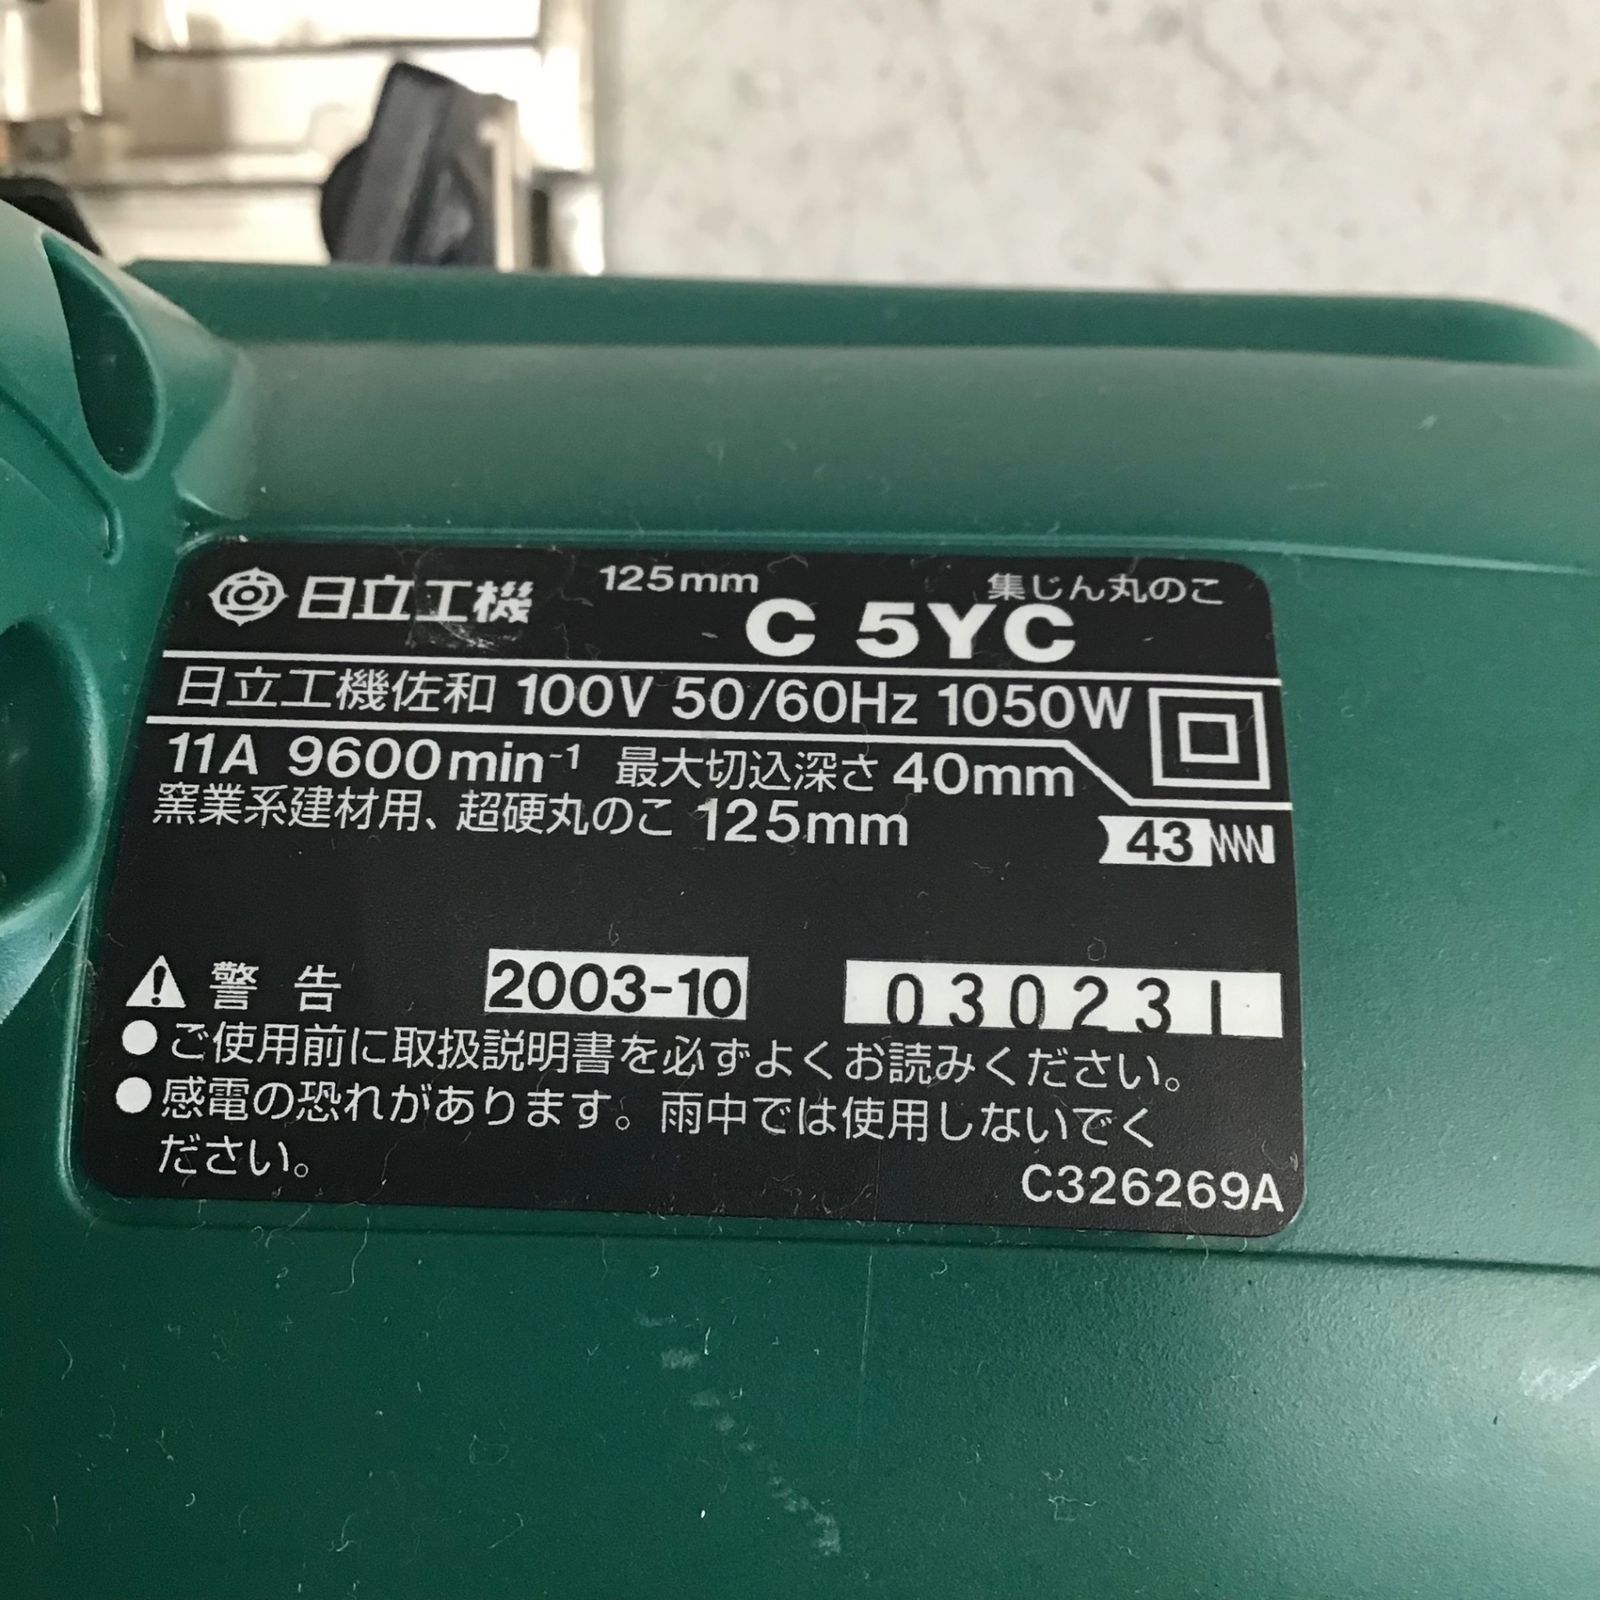 日立工機 125mm 集じん丸のこ
C 5YC
日立工機佐和 100V 50/60Hz 1050W
11A 9600min⁻¹ 最大切込深さ 40mm
窯業系建材用、超硬丸のこ 125mm
43
警 告 2003-10 030231
●ご使用前に取扱説明書を必ずよくお読みください。
●感電の恐れがあります。雨中では使用しないでく
ださい。
C326269A